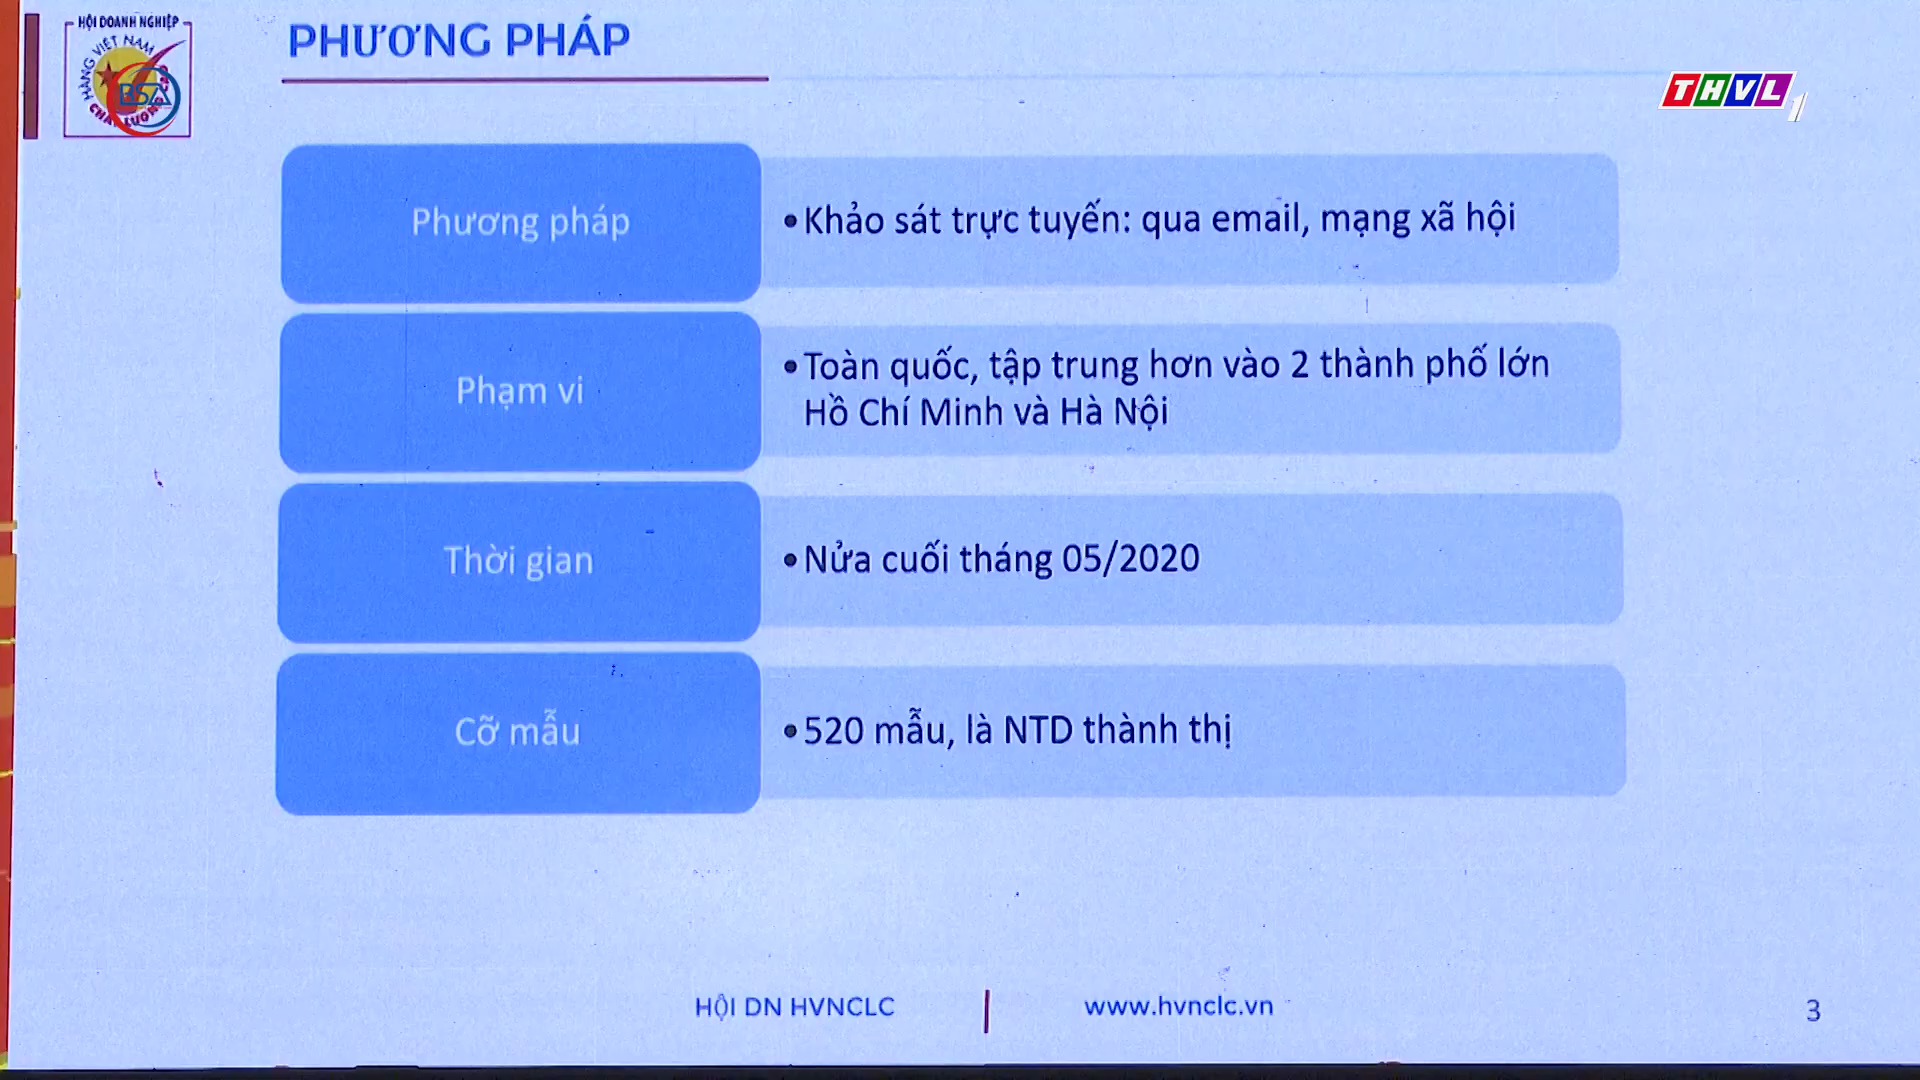 HỘI DOANH NGHIỆP
HÀNG VIỆT NAM
BSA
PHƯƠNG PHÁP
THVL 1
Phương pháp
•Khảo sát trực tuyến: qua email, mạng xã hội
Phạm vi
•Toàn quốc, tập trung hơn vào 2 thành phố lớn
Hồ Chí Minh và Hà Nội
Thời gian
•Nửa cuối tháng 05/2020
Cỡ mẫu
•520 mẫu, là NTD thành thị
HỘI DN HVNCLC
www.hvnclc.vn
3